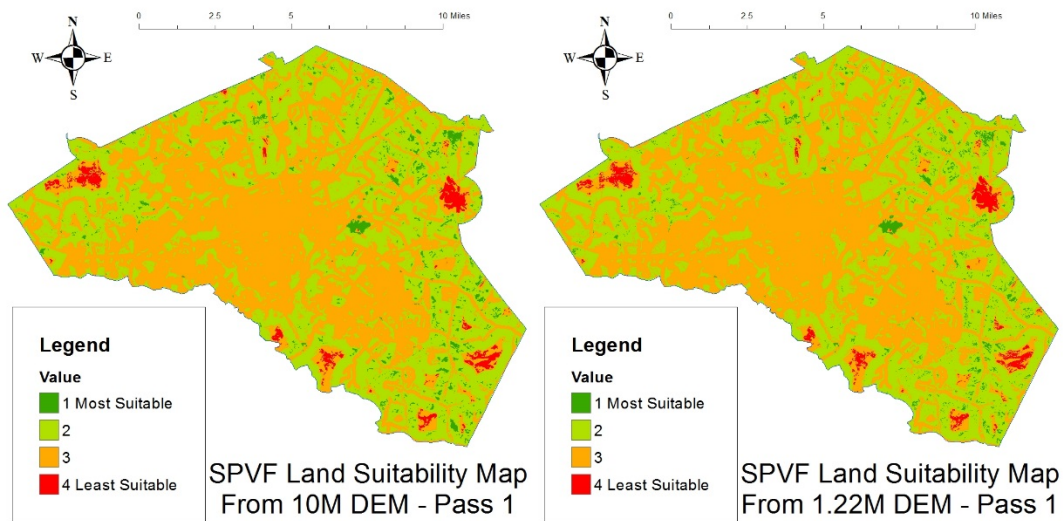 0 2.5 5 10 Miles
N
W E
S
Legend
Value
1 Most Suitable
2
3
4 Least Suitable
SPVF Land Suitability Map
From 10M DEM - Pass 1
0 2.5 5 10 Miles
N
W E
S
Legend
Value
1 Most Suitable
2
3
4 Least Suitable
SPVF Land Suitability Map
From 1.22M DEM - Pass 1